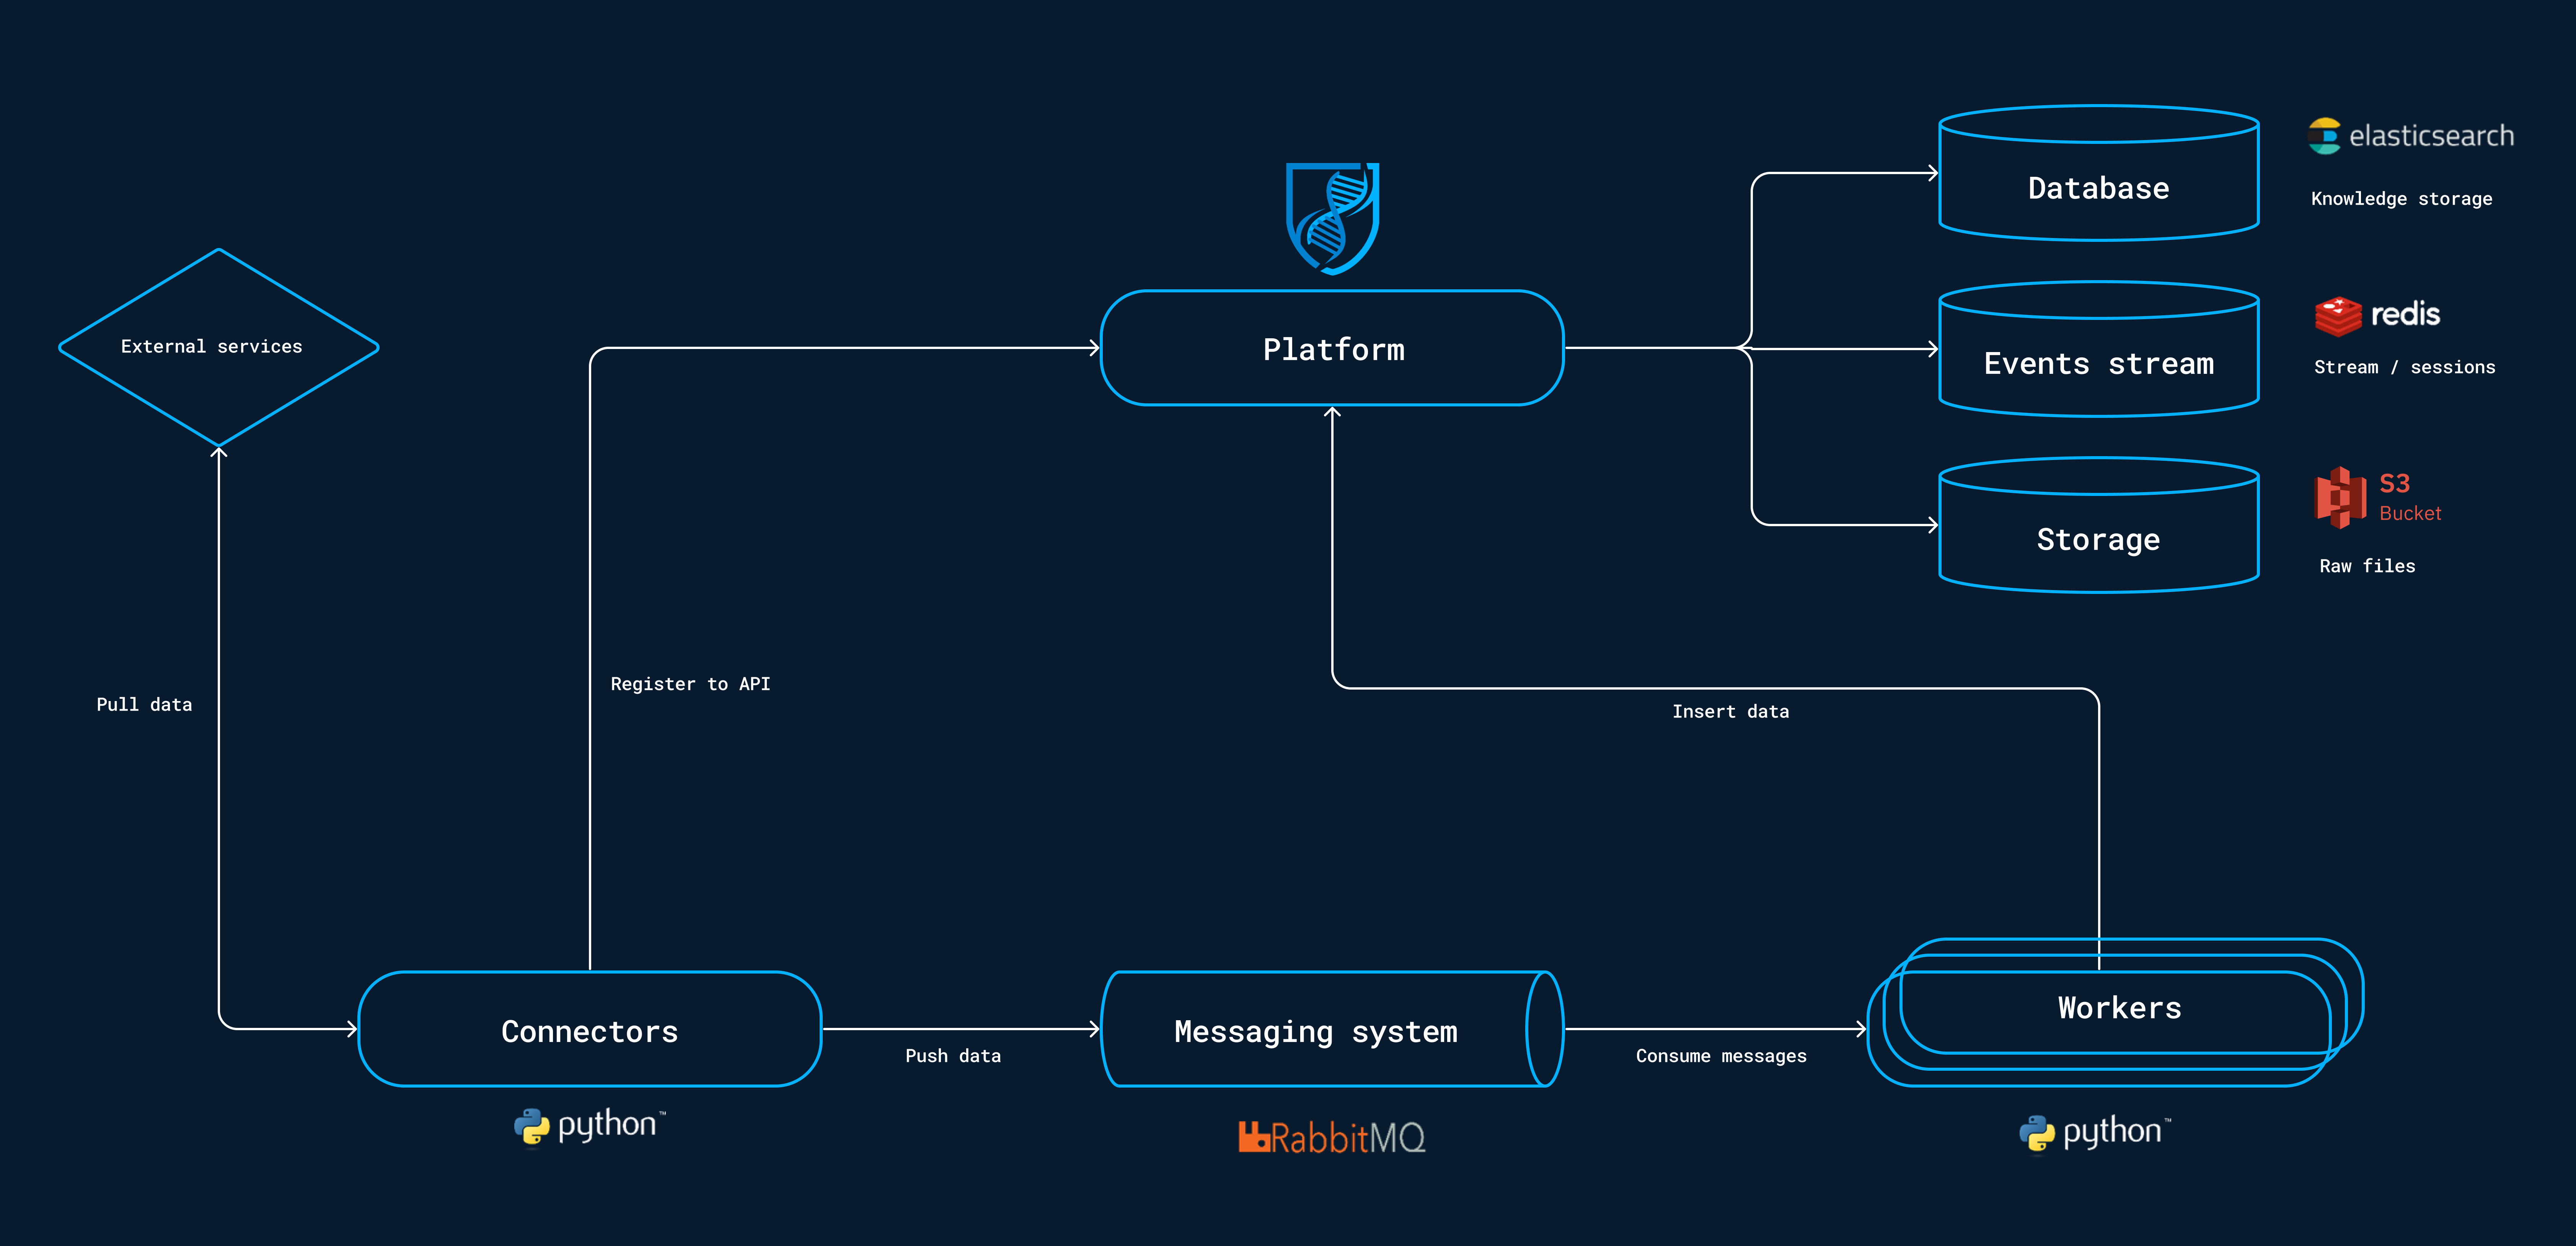 elasticsearch
Database
Knowledge storage
External services
Platform
redis
Events stream
Stream / sessions
S3
Bucket
Storage
Raw files
Pull data
Register to API
Insert data
Connectors
Push data
Messaging system
Consume messages
Workers
python™
RabbitMQ
python™